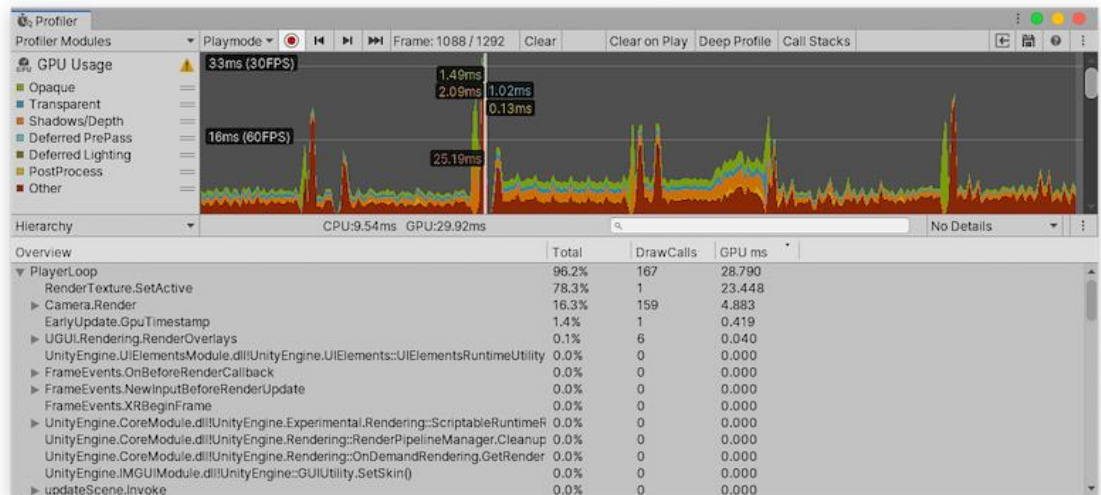 Profiler
Profiler Modules Playmode Frame: 1088 / 1292 Clear Clear on Play Deep Profile Call Stacks
GPU Usage
Opaque
Transparent
Shadows/Depth
Deferred PrePass
Deferred Lighting
PostProcess
Other
33ms (30FPS)
1.49ms
2.09ms 1.02ms
0.13ms
16ms (60FPS)
25.19ms
Hierarchy CPU:9.54ms GPU:29.92ms No Details
Overview Total DrawCalls GPU ms
PlayerLoop 96.2% 167 28.790
RenderTexture.SetActive 78.3% 1 23.448
Camera.Render 16.3% 159 4.883
EarlyUpdate.GpuTimestamp 1.4% 1 0.419
UGUI.Rendering.RenderOverlays 0.1% 6 0.040
UnityEngine.UIElementsModule.dll!UnityEngine.UIElements::UIElementsRuntimeUtility 0.0% 0 0.000
FrameEvents.OnBeforeRenderCallback 0.0% 0 0.000
FrameEvents.NewInputBeforeRenderUpdate 0.0% 0 0.000
FrameEvents.XRBeginFrame 0.0% 0 0.000
UnityEngine.CoreModule.dll!UnityEngine.Experimental.Rendering::ScriptableRuntimeR 0.0% 0 0.000
UnityEngine.CoreModule.dll!UnityEngine.Rendering::RenderPipelineManager.Cleanup 0.0% 0 0.000
UnityEngine.CoreModule.dll!UnityEngine.Rendering::OnDemandRendering.GetRender 0.0% 0 0.000
UnityEngine.IMGUIModule.dll!UnityEngine::GUIUtility.SetSkin() 0.0% 0 0.000
updateScene.Invoke 0.0% 0 0.000